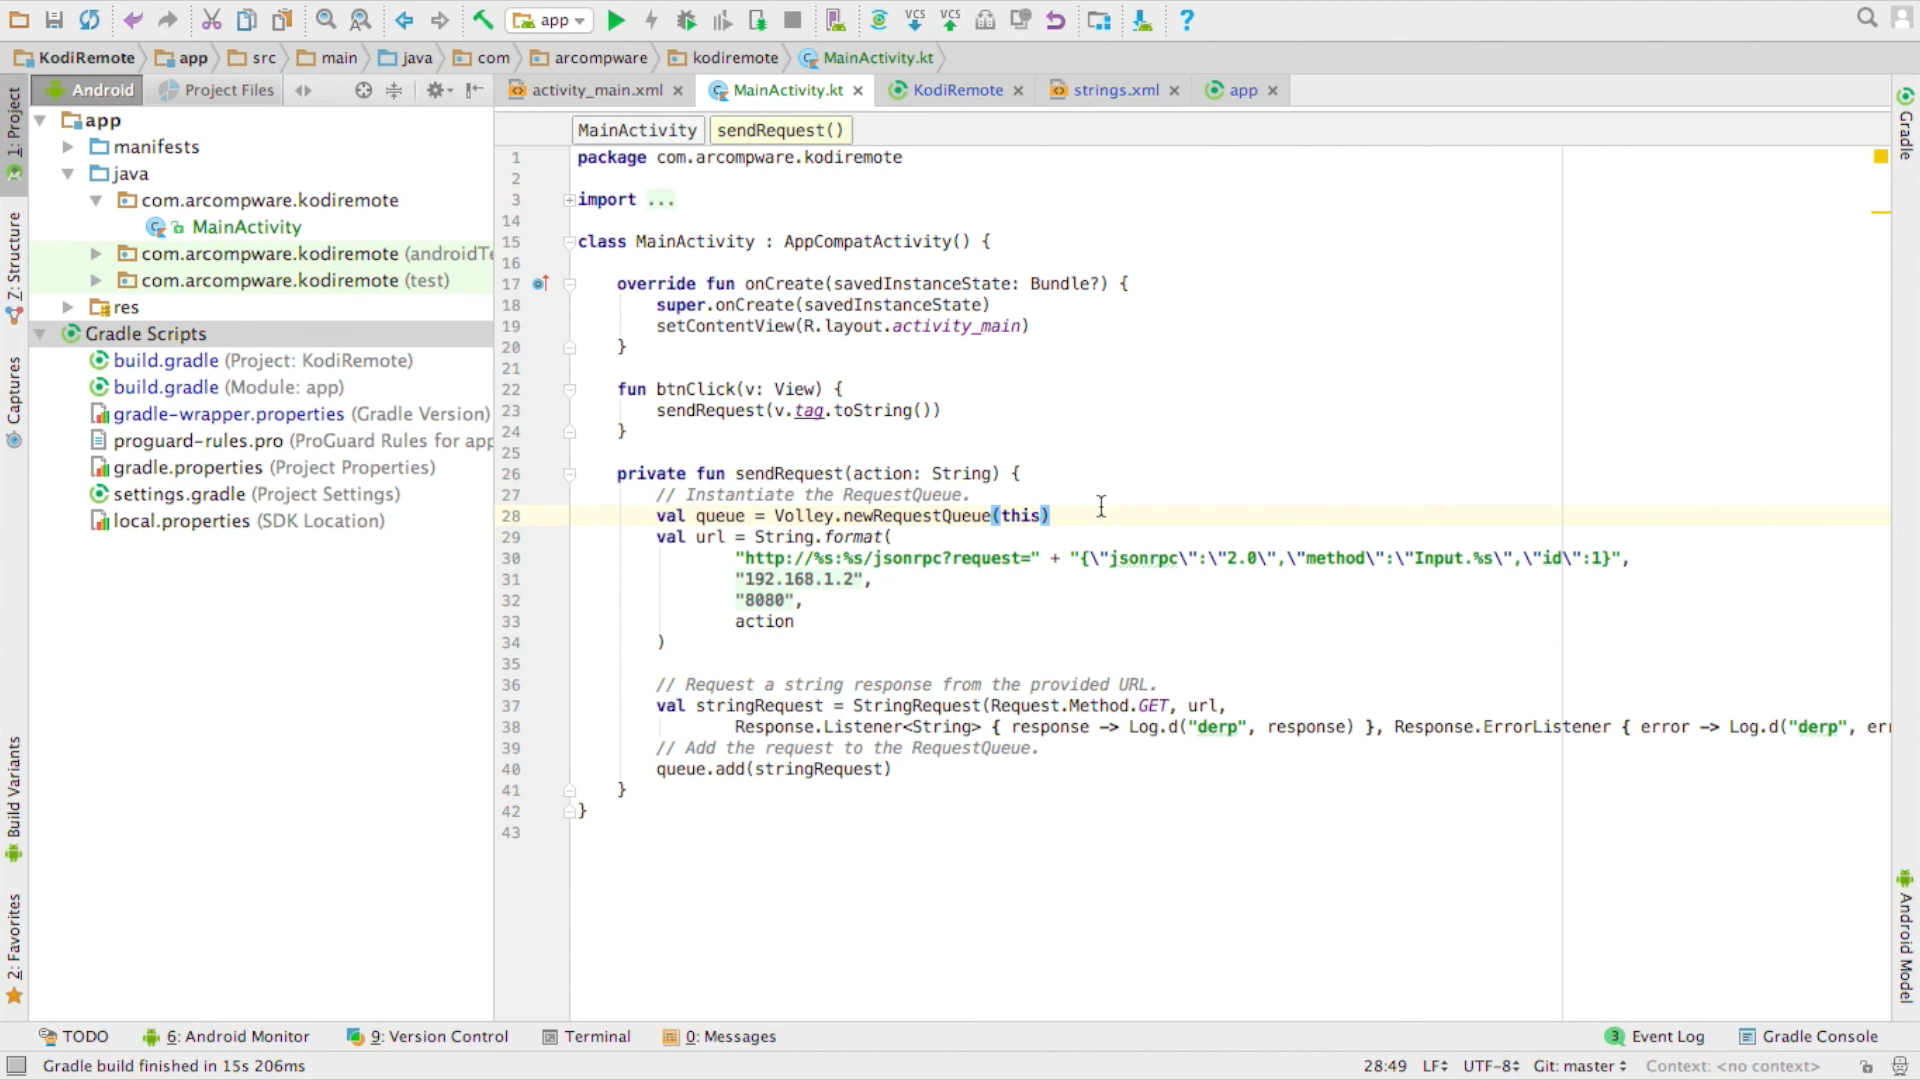 app
VCS VCS
KodiRemote app src main java com arcompware kodiremote MainActivity.kt
Android Project Files
activity_main.xml MainActivity.kt KodiRemote strings.xml app
MainActivity sendRequest()
1: Project
Z: Structure
Captures
Build Variants
2: Favorites
app
manifests
java
com.arcompware.kodiremote
MainActivity
com.arcompware.kodiremote (androidTe
com.arcompware.kodiremote (test)
res
Gradle Scripts
build.gradle (Project: KodiRemote)
build.gradle (Module: app)
gradle-wrapper.properties (Gradle Version)
proguard-rules.pro (ProGuard Rules for app
gradle.properties (Project Properties)
settings.gradle (Project Settings)
local.properties (SDK Location)
1 package com.arcompware.kodiremote
2
3 import ...
14
15 class MainActivity : AppCompatActivity() {
16
17 override fun onCreate(savedInstanceState: Bundle?) {
18 super.onCreate(savedInstanceState)
19 setContentView(R.layout.activity_main)
20 }
21
22 fun btnClick(v: View) {
23 sendRequest(v.tag.toString())
24 }
25
26 private fun sendRequest(action: String) {
27 // Instantiate the RequestQueue.
28 val queue = Volley.newRequestQueue(this)
29 val url = String.format(
30 "http://%s:%s/jsonrpc?request=" + "{\"jsonrpc\":\"2.0\",\"method\":\"Input.%s\",\"id\":1}",
31 "192.168.1.2",
32 "8080",
33 action
34 )
35
36 // Request a string response from the provided URL.
37 val stringRequest = StringRequest(Request.Method.GET, url,
38 Response.Listener<String> { response -> Log.d("derp", response) }, Response.ErrorListener { error -> Log.d("derp", err
39 // Add the request to the RequestQueue.
40 queue.add(stringRequest)
41 }
42 }
43
Gradle
Android Model
TODO 6: Android Monitor 9: Version Control Terminal 0: Messages 3 Event Log Gradle Console
Gradle build finished in 15s 206ms 28:49 LF UTF-8 Git: master Context: <no context>